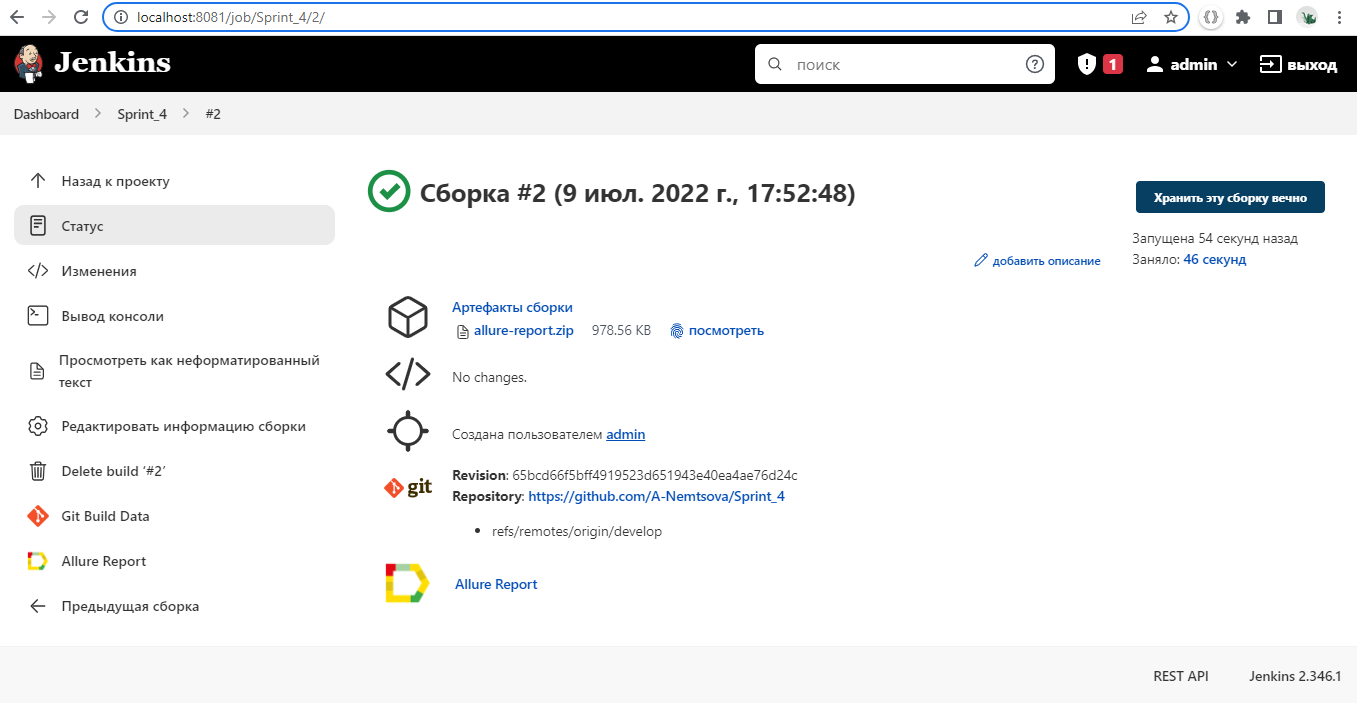 localhost:8081/job/Sprint_4/2/
Jenkins
поиск
1
admin
выход
Dashboard
Sprint_4
#2
Назад к проекту
Статус
Изменения
Вывод консоли
Просмотреть как неформатированный
текст
Редактировать информацию сборки
Delete build ‘#2’
Git Build Data
Allure Report
Предыдущая сборка
Сборка #2 (9 июл. 2022 г., 17:52:48)
Хранить эту сборку вечно
Запущена 54 секунд назад
Заняло: 46 секунд
добавить описание
Артефакты сборки
allure-report.zip 978.56 KB посмотреть
No changes.
Создана пользователем admin
git
Revision: 65bcd66f5bff4919523d651943e40ea4ae76d24c
Repository: https://github.com/A-Nemtsova/Sprint_4
• refs/remotes/origin/develop
Allure Report
REST API
Jenkins 2.346.1